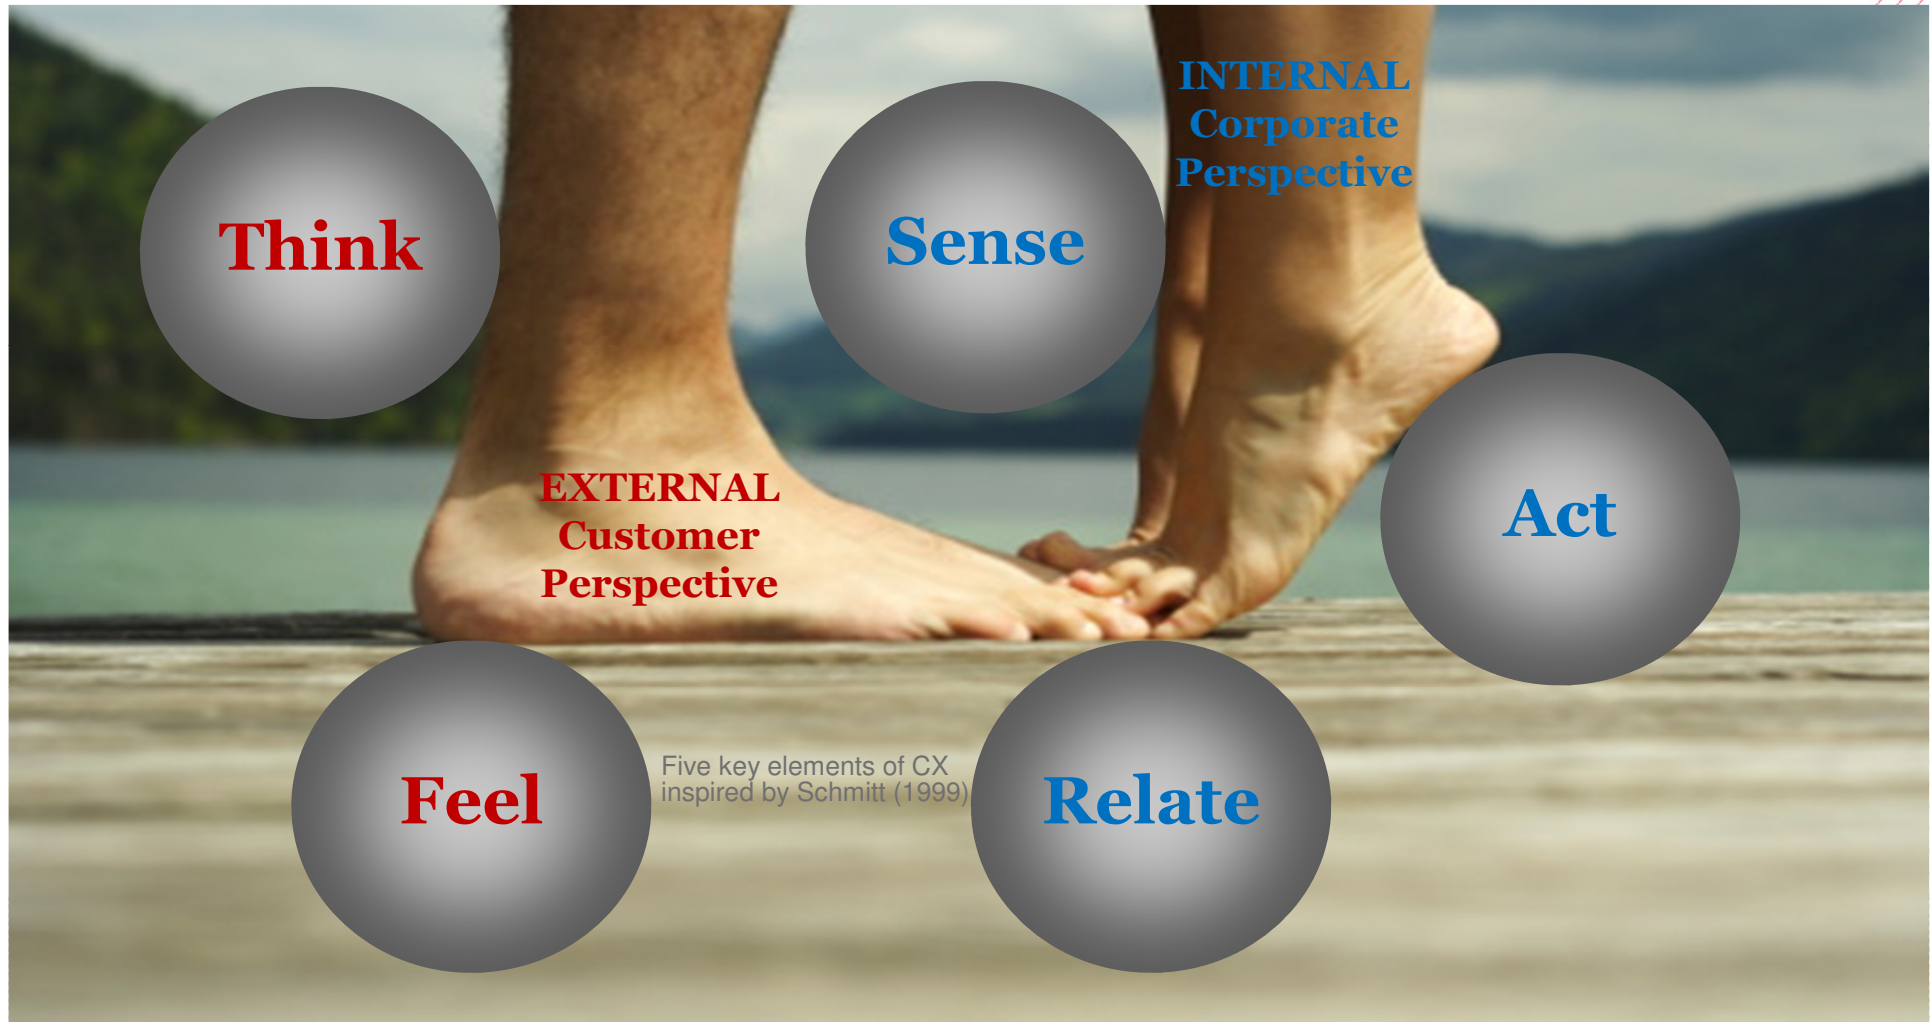 INTERNAL
Corporate
Perspective
Think
Sense
EXTERNAL
Customer
Perspective
Act
Feel
Five key elements of CX
inspired by Schmitt (1999)
Relate